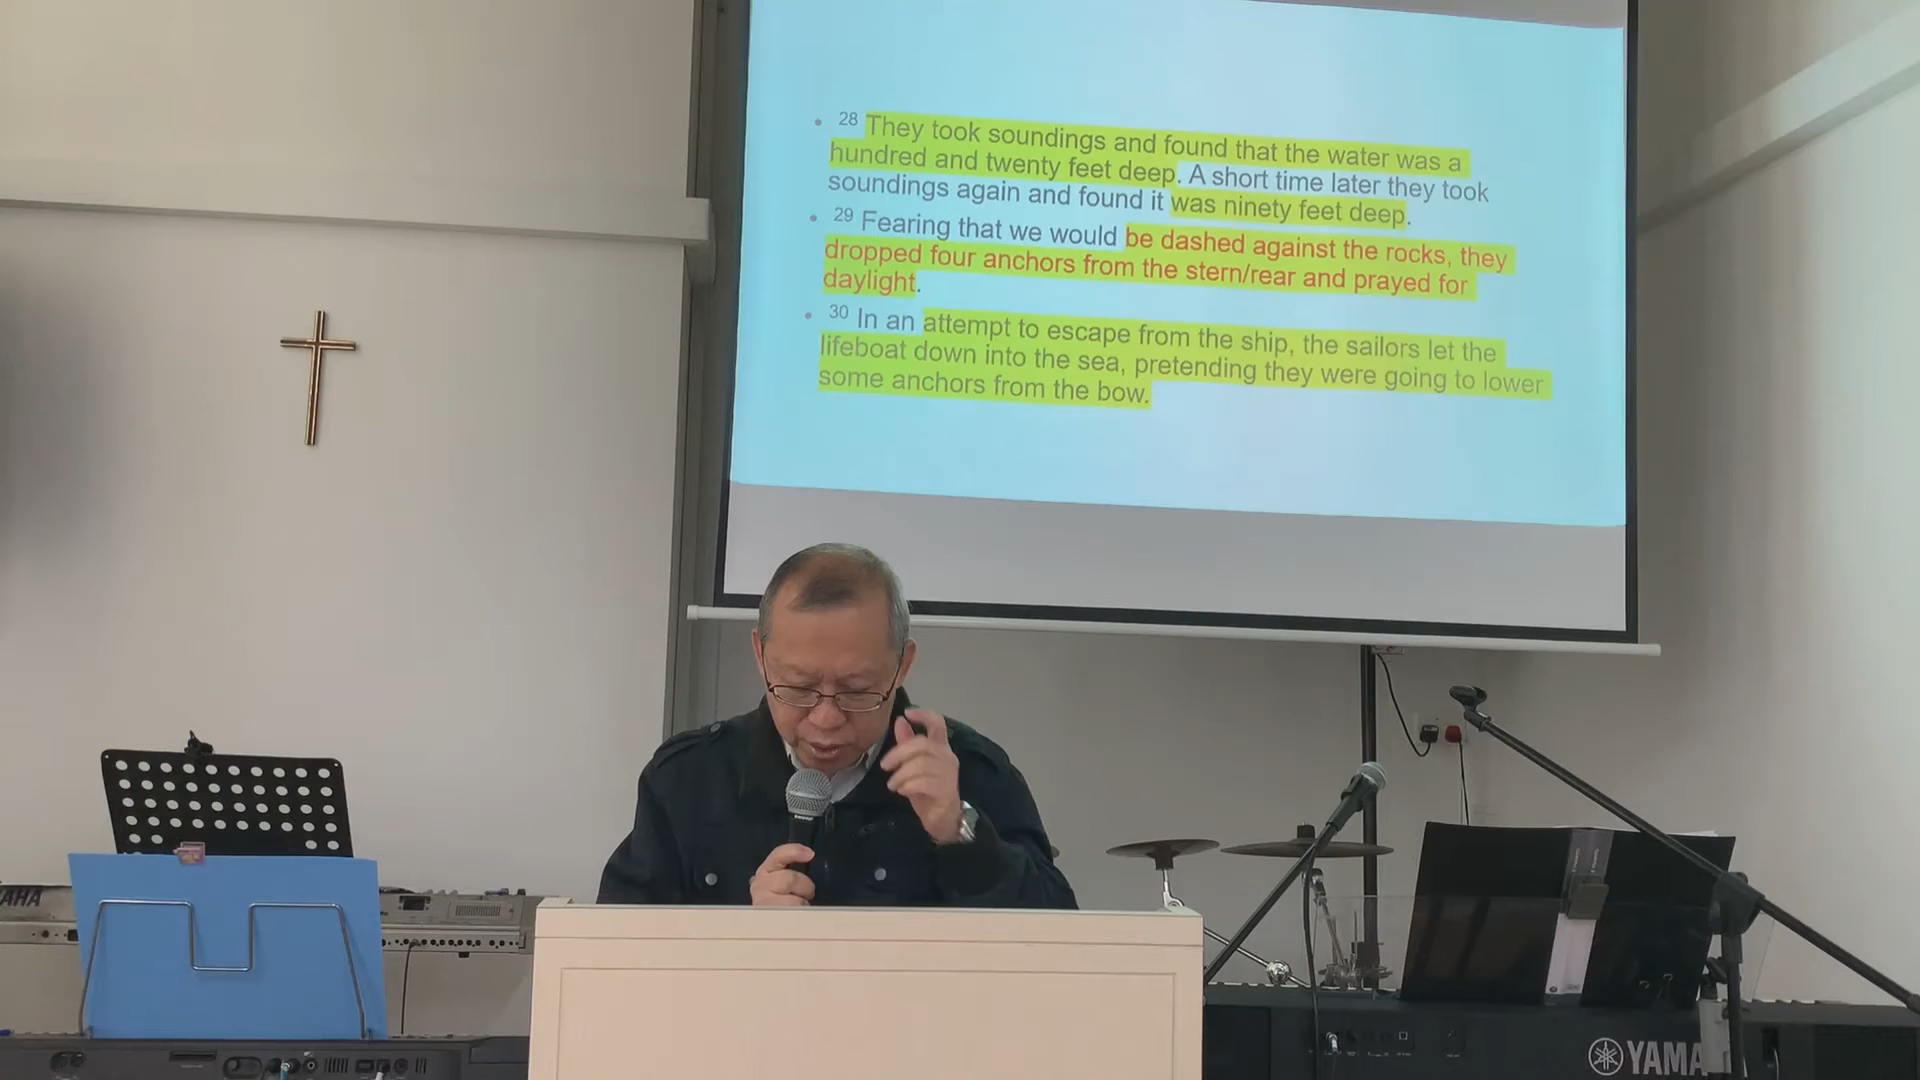 28 They took soundings and found that the water was a
hundred and twenty feet deep. A short time later they took
soundings again and found it was ninety feet deep.
29 Fearing that we would be dashed against the rocks, they
dropped four anchors from the stern/rear and prayed for
daylight.
30 In an attempt to escape from the ship, the sailors let the
lifeboat down into the sea, pretending they were going to lower
some anchors from the bow.
AHA
YAMA